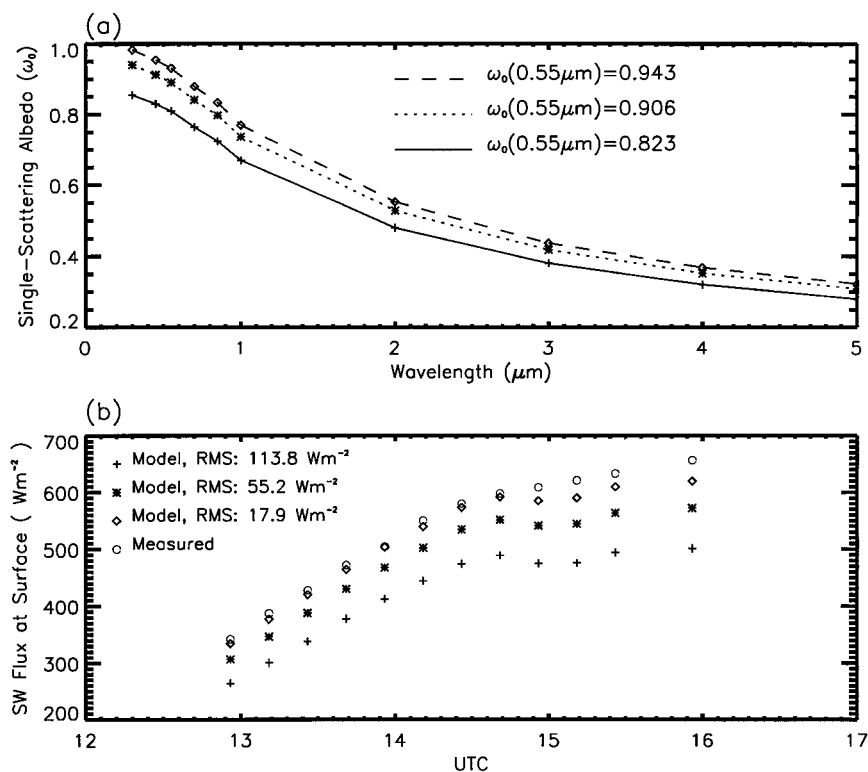 (a)
Single-Scattering Albedo (ω₀)
1.0
0.8
0.6
0.4
0.2
ω₀(0.55μm)=0.943
ω₀(0.55μm)=0.906
ω₀(0.55μm)=0.823
0 1 2 3 4 5
Wavelength (μm)
(b)
SW Flux at Surface ( Wm⁻²)
700
600
500
400
300
200
Model, RMS: 113.8 Wm⁻²
Model, RMS: 55.2 Wm⁻²
Model, RMS: 17.9 Wm⁻²
Measured
12 13 14 15 16 17
UTC